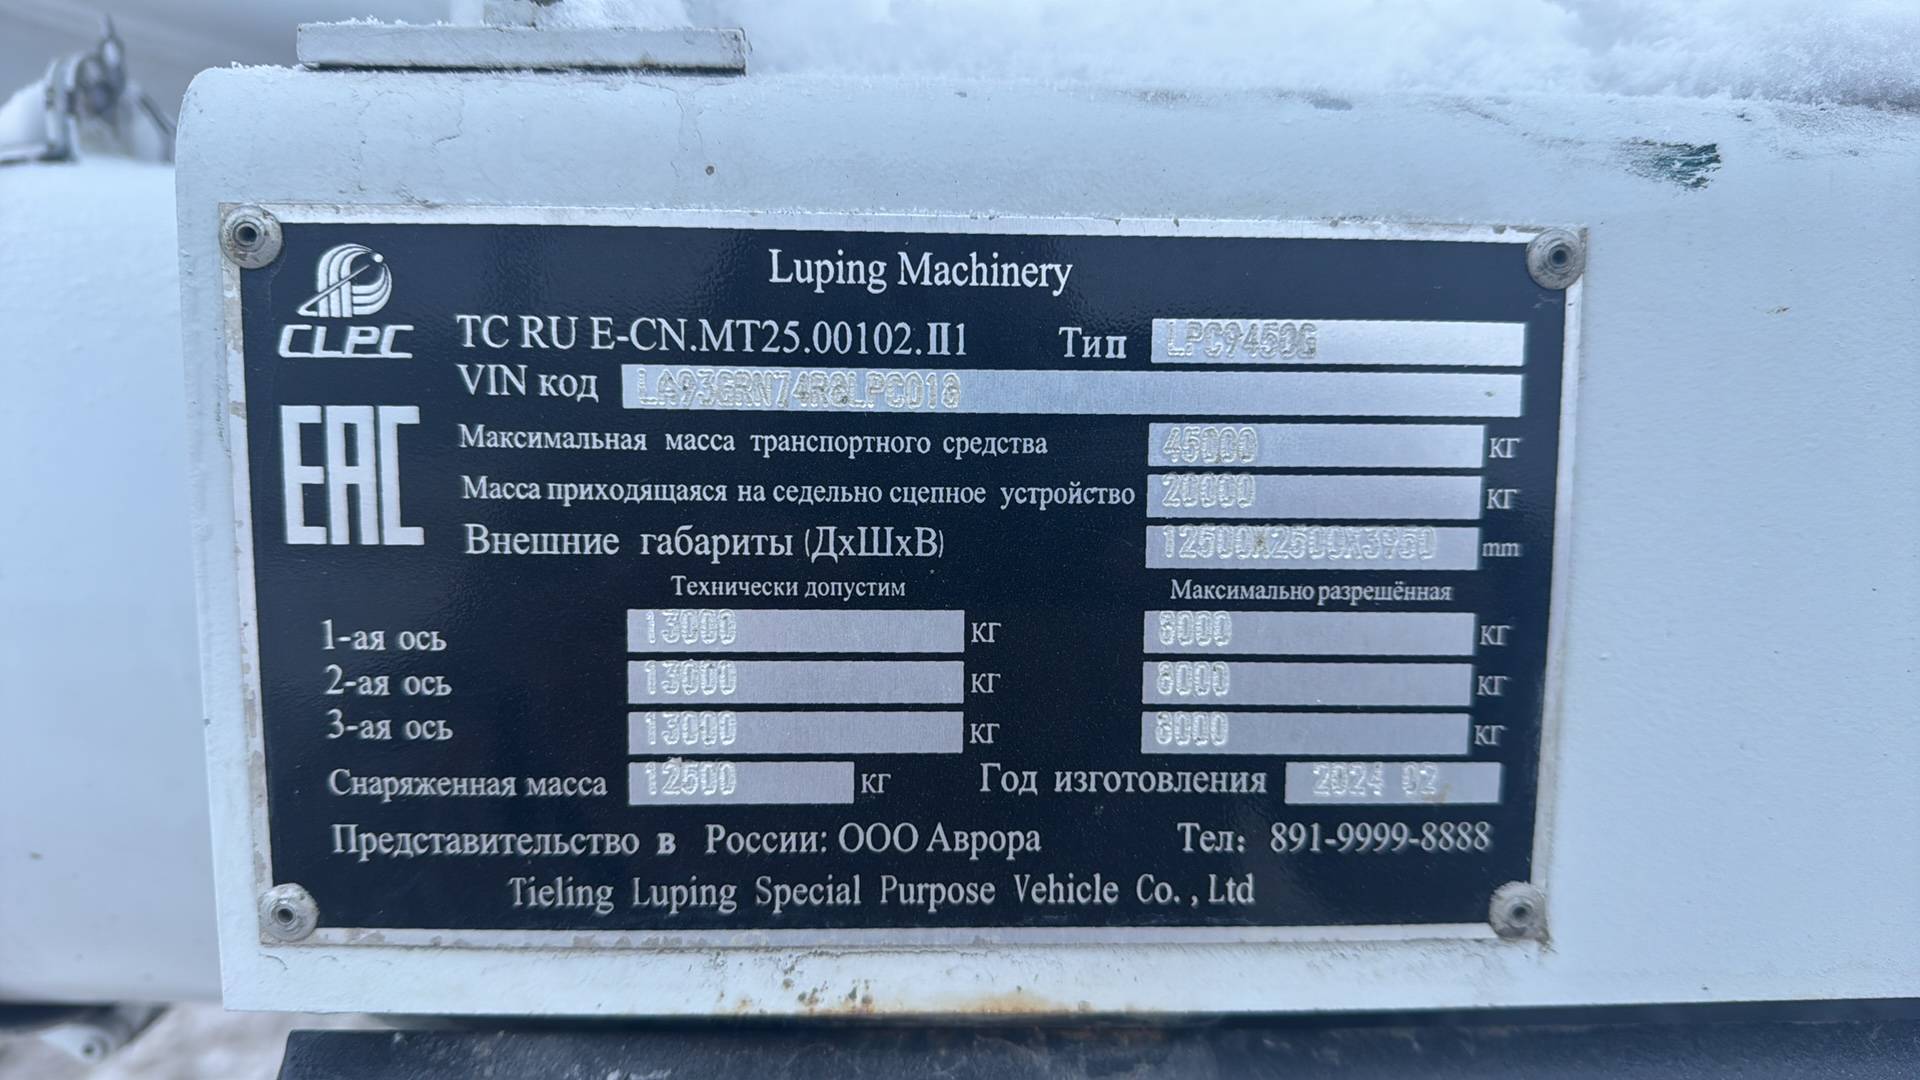 Luping Machinery
CLPC
TC RU E-CN.MT25.00102.П1 Тип LPC9450G
VIN код LA93GRN74R8LPC018
EAC
Максимальная масса транспортного средства 45000 кг
Масса приходящаяся на седельно сцепное устройство 20000 кг
Внешние габариты (ДхШхВ) 12500X2500X3950 mm
Технически допустим Максимально разрешённая
1-ая ось 13000 кг 8000 кг
2-ая ось 13000 кг 8000 кг
3-ая ось 13000 кг 8000 кг
Снаряженная масса 12500 кг Год изготовления 2024 02
Представительство в России: ООО Аврора Тел: 891-9999-8888
Tieling Luping Special Purpose Vehicle Co., Ltd